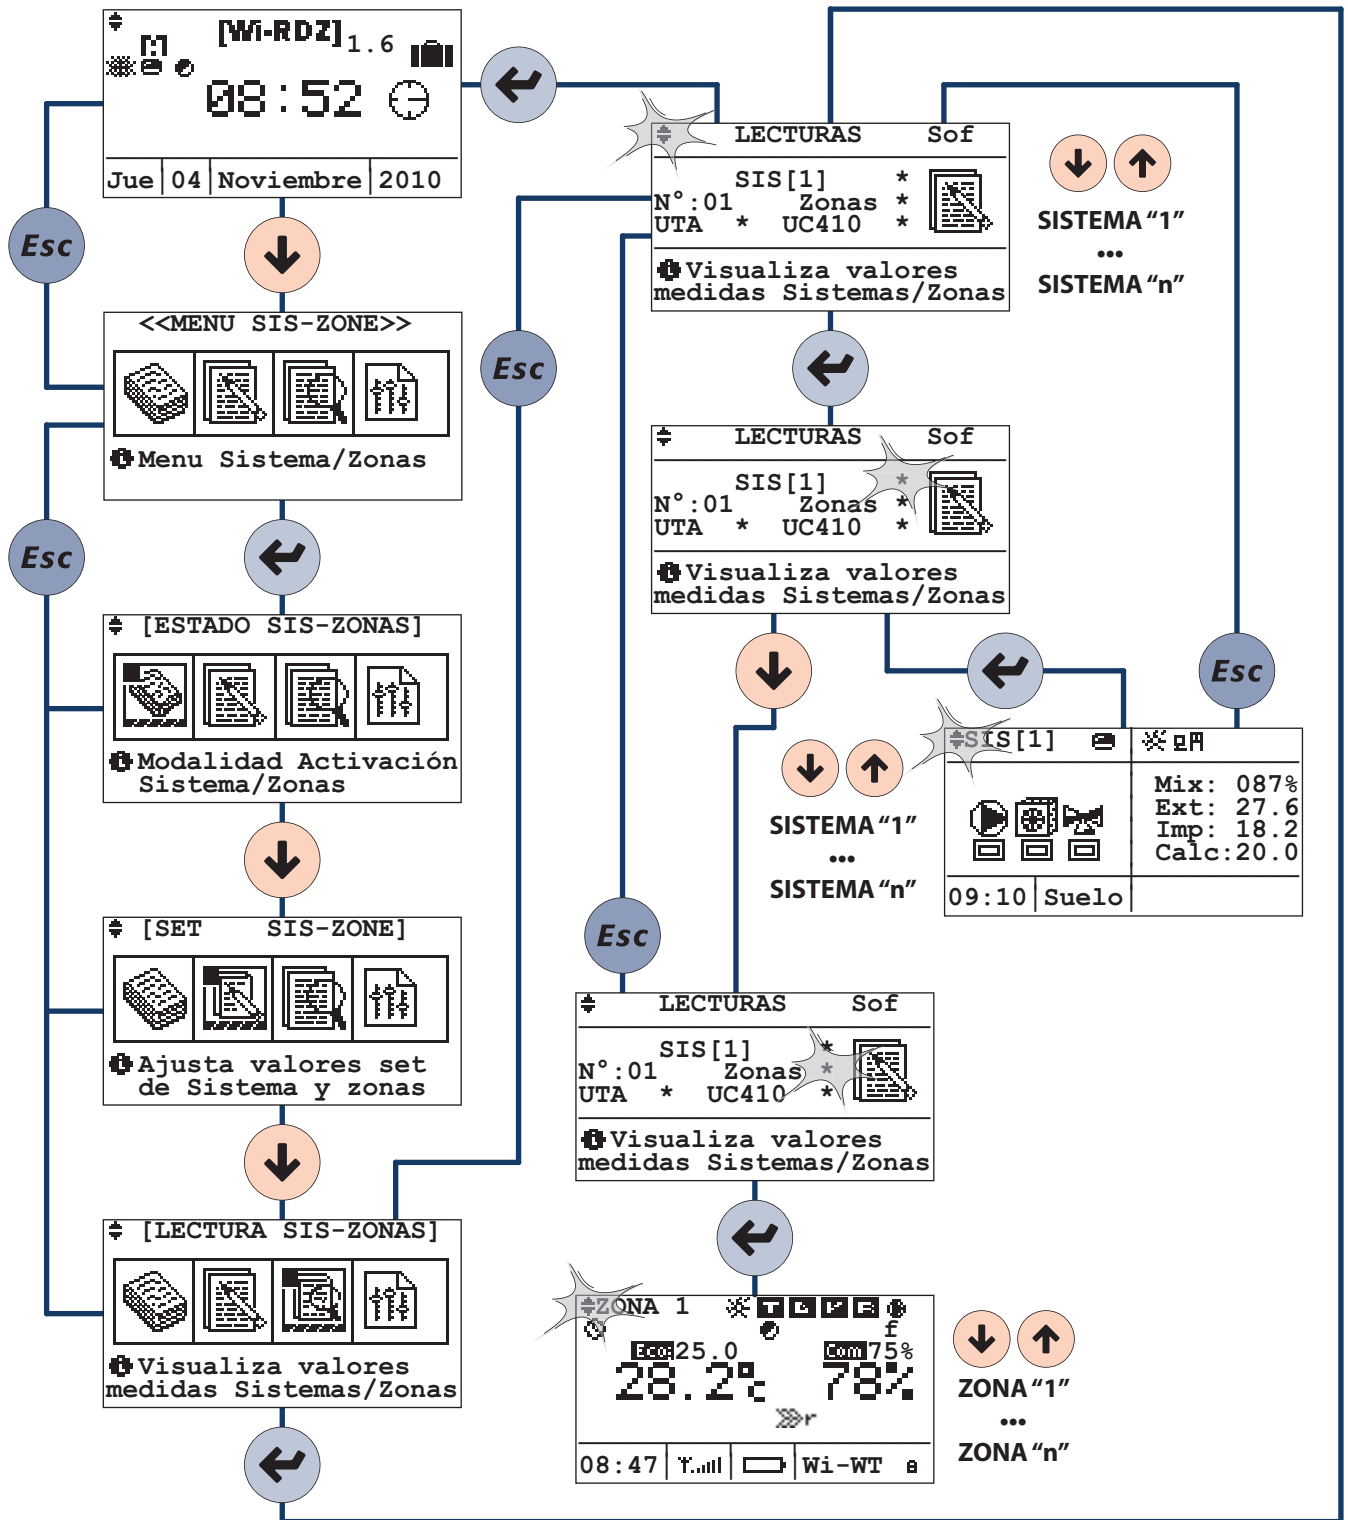 [Wi-RDZ] 1.6
08:52
Jue 04 Noviembre 2010
Esc
<<MENU SIS-ZONE>>
Menu Sistema/Zonas
Esc
[ESTADO SIS-ZONAS]
Modalidad Activación
Sistema/Zonas
[SET SIS-ZONE]
Ajusta valores set
de Sistema y zonas
[LECTURA SIS-ZONAS]
Visualiza valores
medidas Sistemas/Zonas
Esc
LECTURAS Sof
SIS[1] *
N°:01 Zonas *
UTA * UC410 *
Visualiza valores
medidas Sistemas/Zonas
SISTEMA "1"
...
SISTEMA "n"
LECTURAS Sof
SIS[1] *
N°:01 Zonas *
UTA * UC410 *
Visualiza valores
medidas Sistemas/Zonas
Esc
SIS[1]
Mix: 087%
Ext: 27.6
Imp: 18.2
Calc:20.0
09:10 Suelo
SISTEMA "1"
...
SISTEMA "n"
Esc
LECTURAS Sof
SIS[1] *
N°:01 Zonas *
UTA * UC410 *
Visualiza valores
medidas Sistemas/Zonas
ZONA 1 T
f
Eco 25.0 Com 75%
28.2°C 78%
r
08:47 Wi-WT
ZONA "1"
...
ZONA "n"